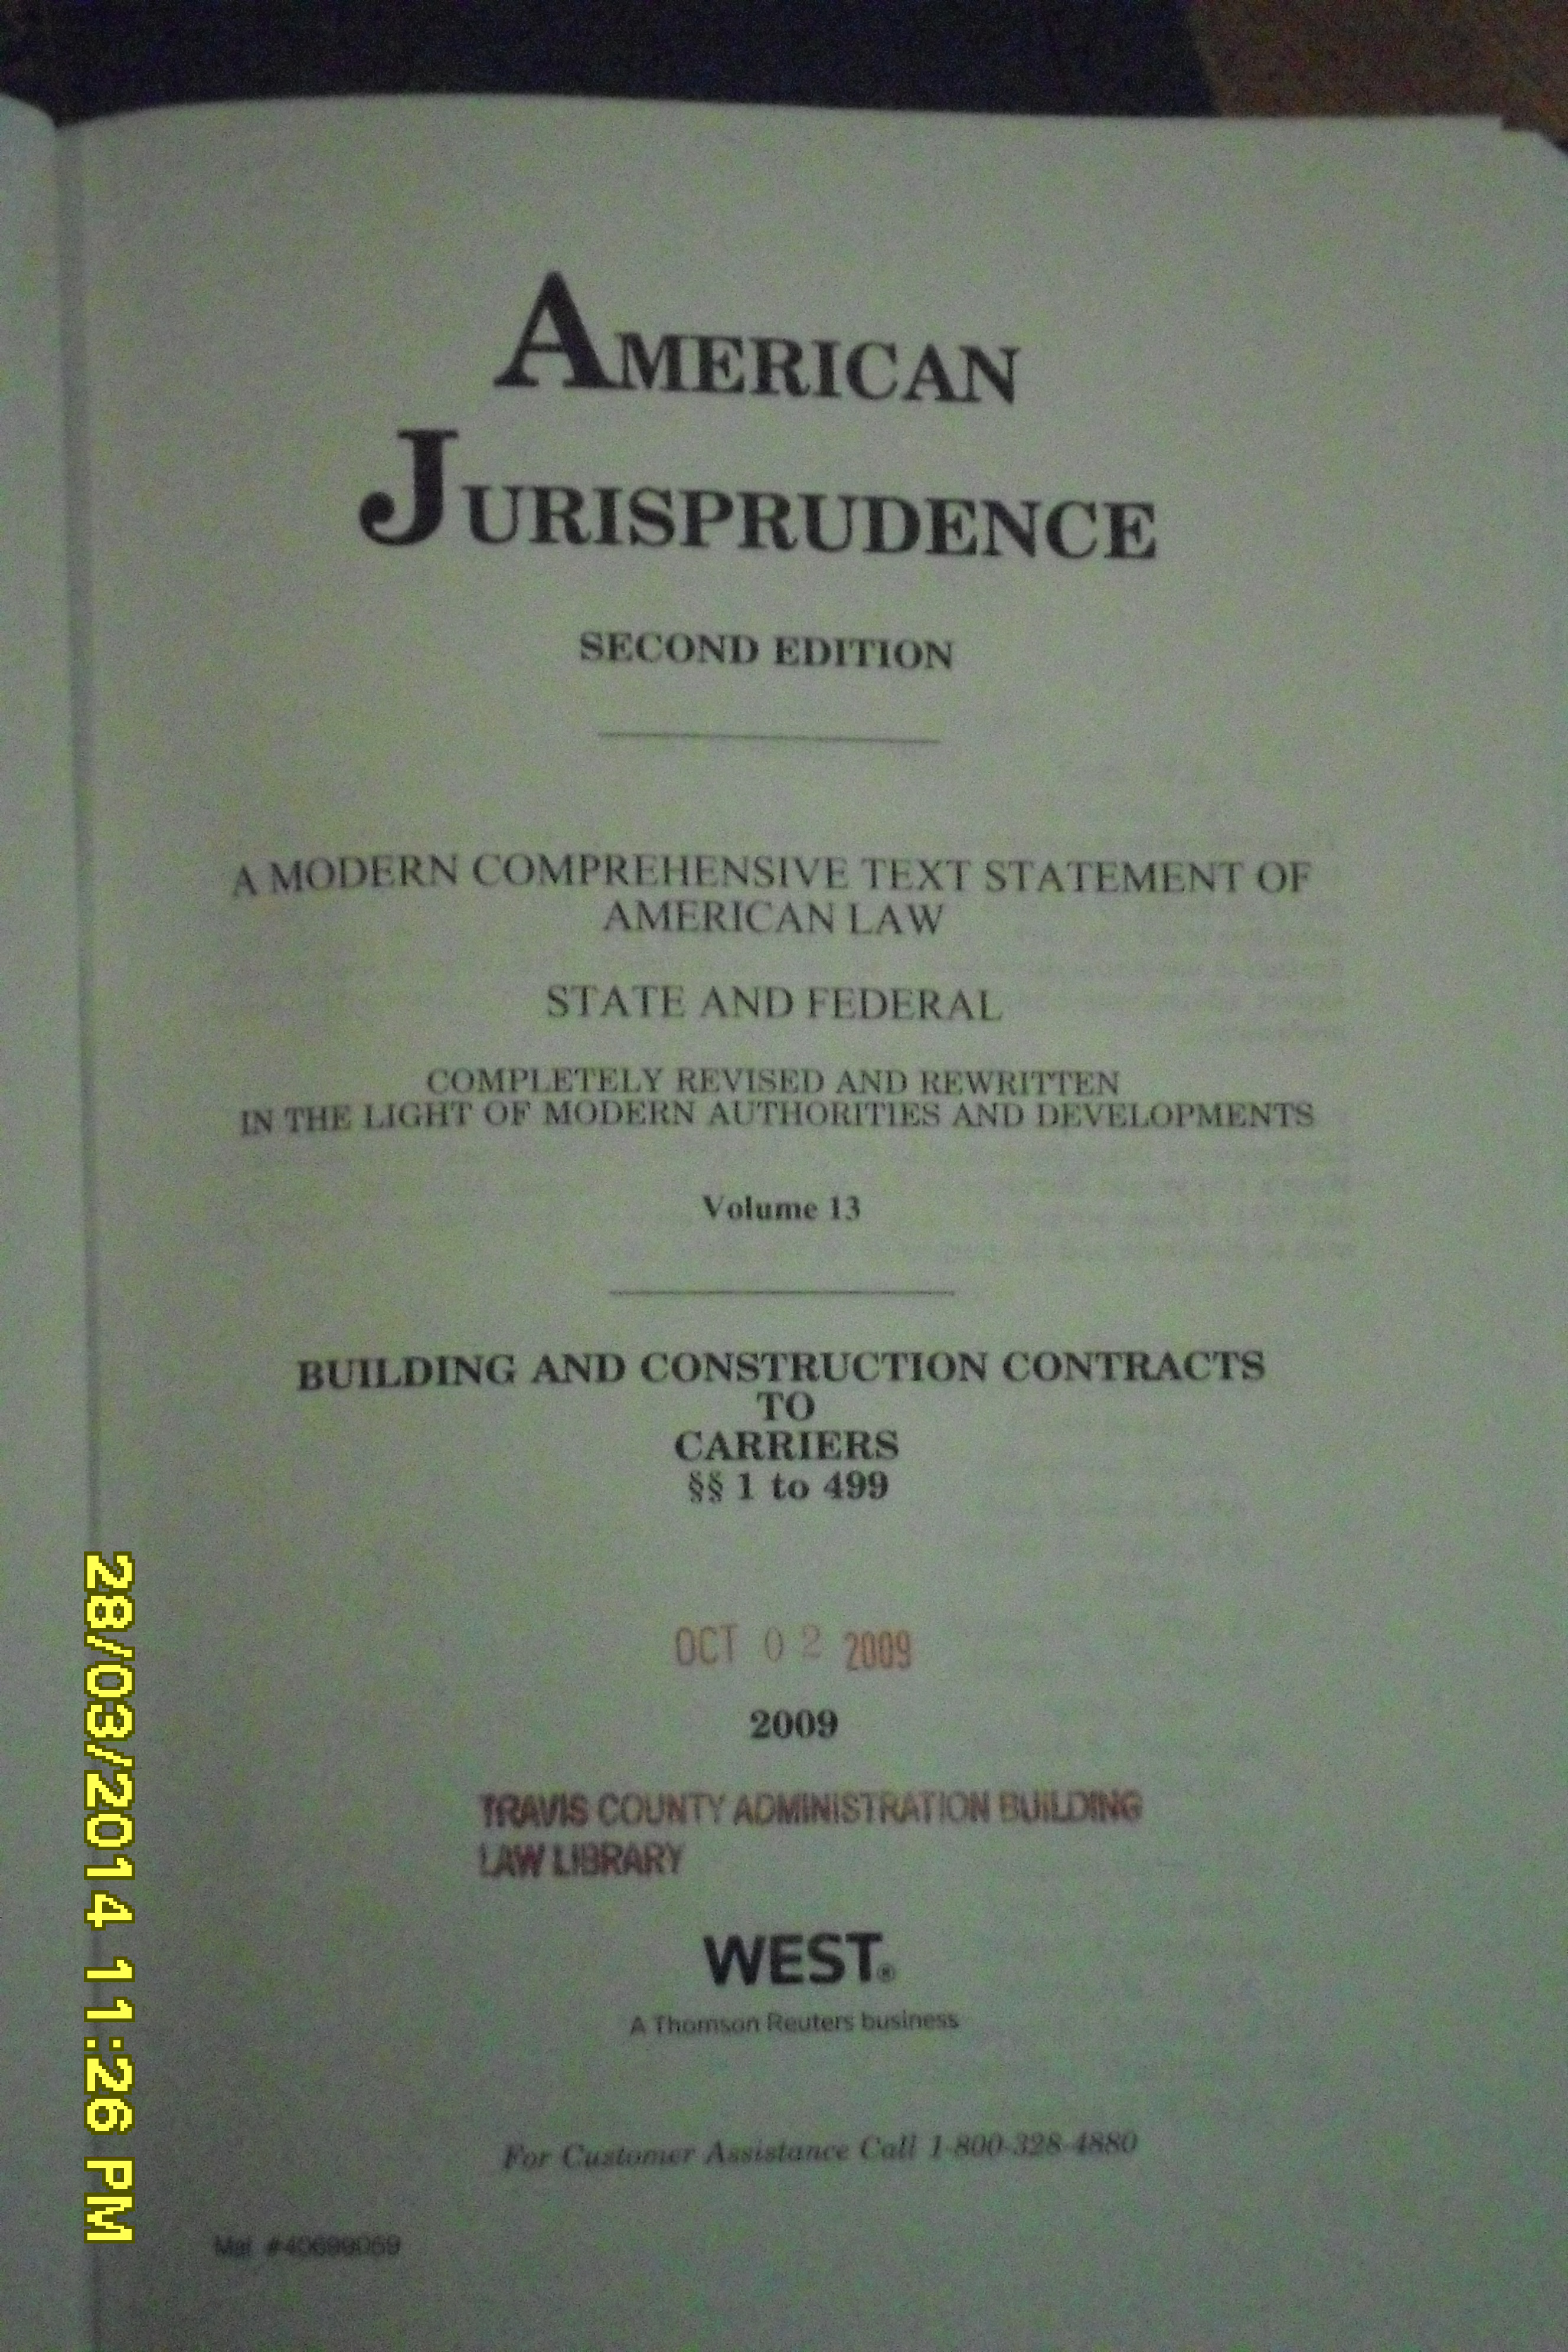 AMERICAN
JURISPRUDENCE
SECOND EDITION
A MODERN COMPREHENSIVE TEXT STATEMENT OF
AMERICAN LAW
STATE AND FEDERAL
COMPLETELY REVISED AND REWRITTEN
IN THE LIGHT OF MODERN AUTHORITIES AND DEVELOPMENTS
Volume 13
BUILDING AND CONSTRUCTION CONTRACTS
TO
CARRIERS
§§ 1 to 499
OCT 02 2009
2009
TRAVIS COUNTY ADMINISTRATION BUILDING
LAW LIBRARY
WEST®
A Thomson Reuters business
For Customer Assistance Call 1-800-328-4880
Mat
28/03/2014 11:26 PM